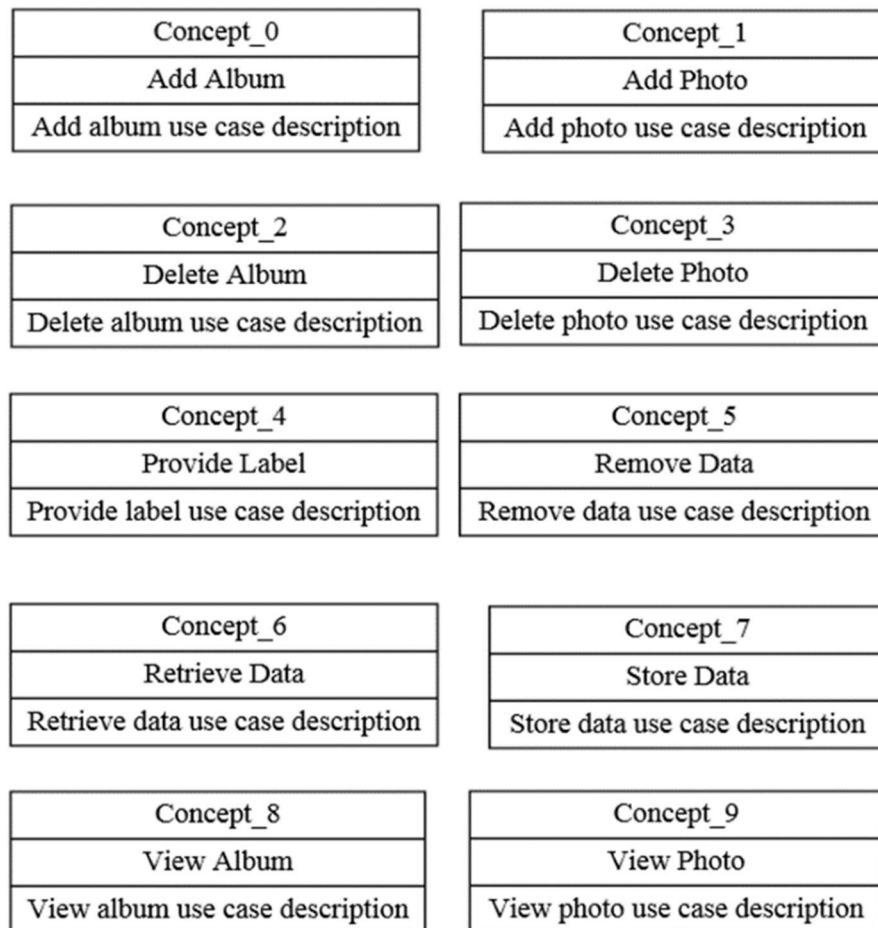 Concept_0
Add Album
Add album use case description
Concept_1
Add Photo
Add photo use case description
Concept_2
Delete Album
Delete album use case description
Concept_3
Delete Photo
Delete photo use case description
Concept_4
Provide Label
Provide label use case description
Concept_5
Remove Data
Remove data use case description
Concept_6
Retrieve Data
Retrieve data use case description
Concept_7
Store Data
Store data use case description
Concept_8
View Album
View album use case description
Concept_9
View Photo
View photo use case description